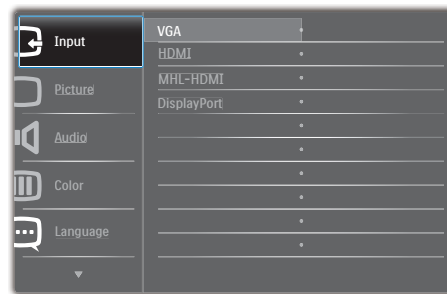 Input
Picture
Audio
Color
Language
VGA
HDMI
MHL-HDMI
DisplayPort